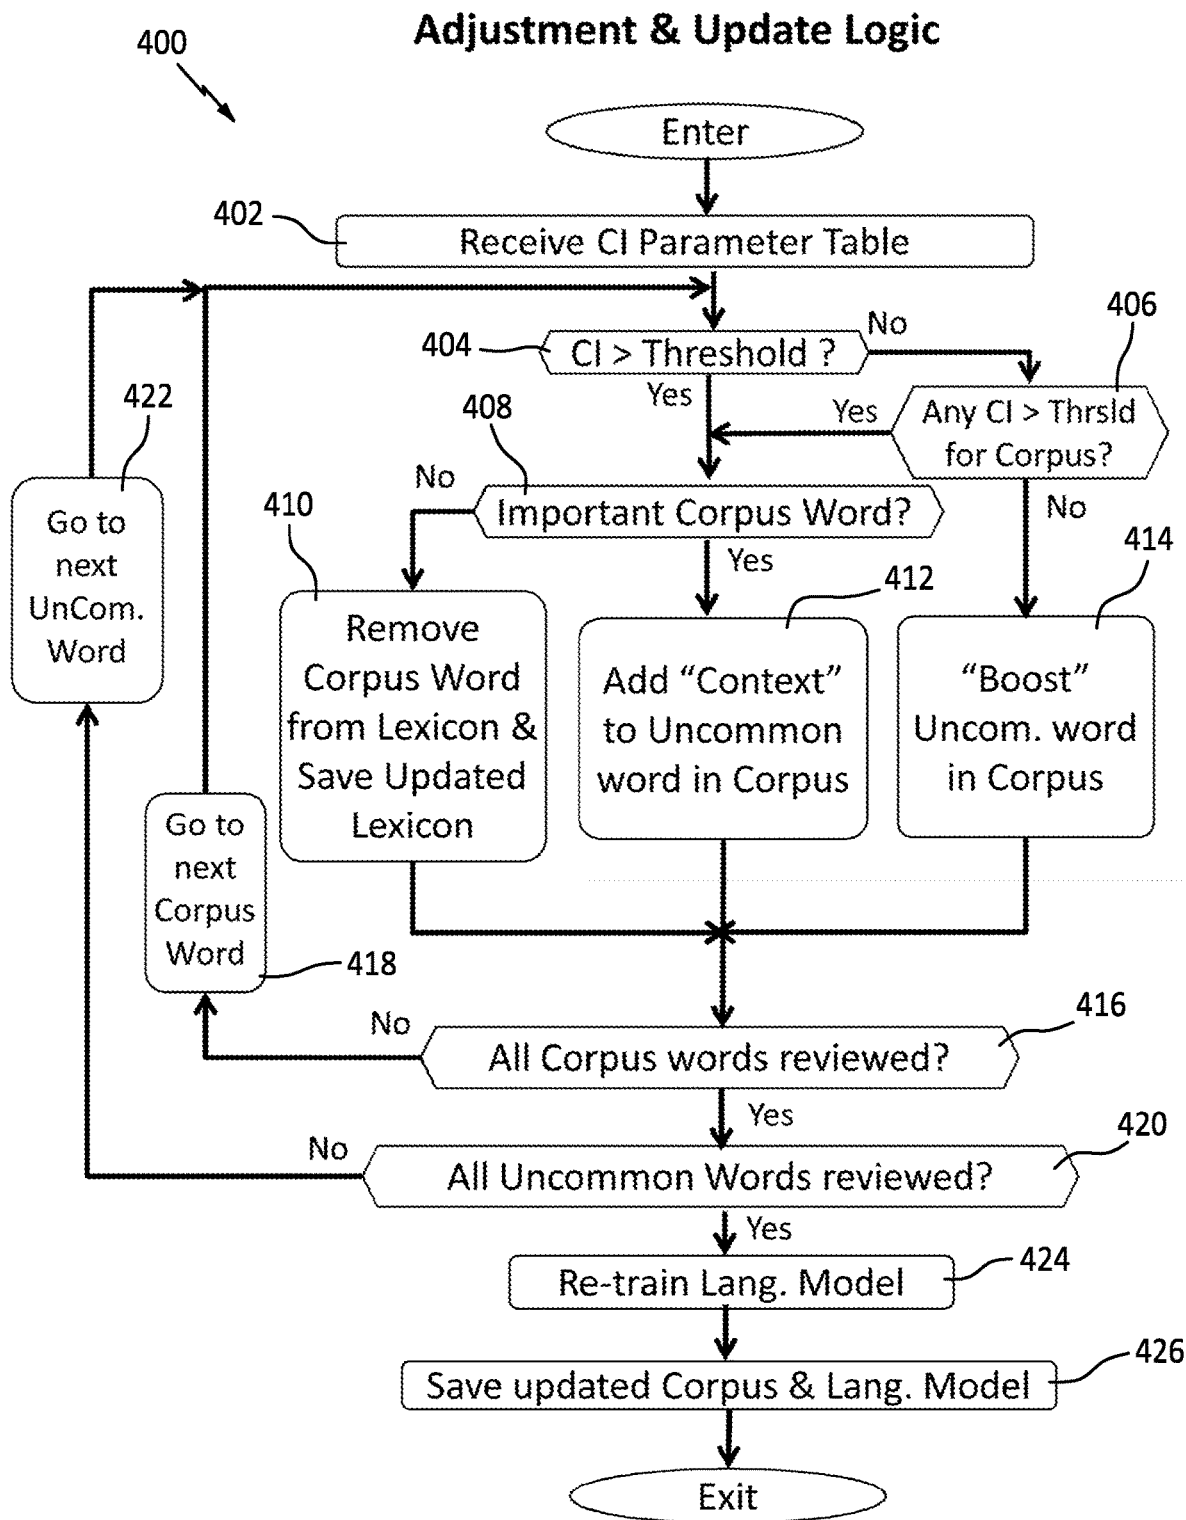 Adjustment & Update Logic
400
Enter
402
Receive CI Parameter Table
404
CI > Threshold ?
No
406
Yes
Any CI > Thrsld
for Corpus?
Yes
No
408
Important Corpus Word?
No
Yes
422
Go to
next
UnCom.
Word
410
Remove
Corpus Word
from Lexicon &
Save Updated
Lexicon
412
Add “Context”
to Uncommon
word in Corpus
414
“Boost”
Uncom. word
in Corpus
Go to
next
Corpus
Word
418
No
All Corpus words reviewed?
416
Yes
No
All Uncommon Words reviewed?
420
Yes
Re-train Lang. Model
424
Save updated Corpus & Lang. Model
426
Exit